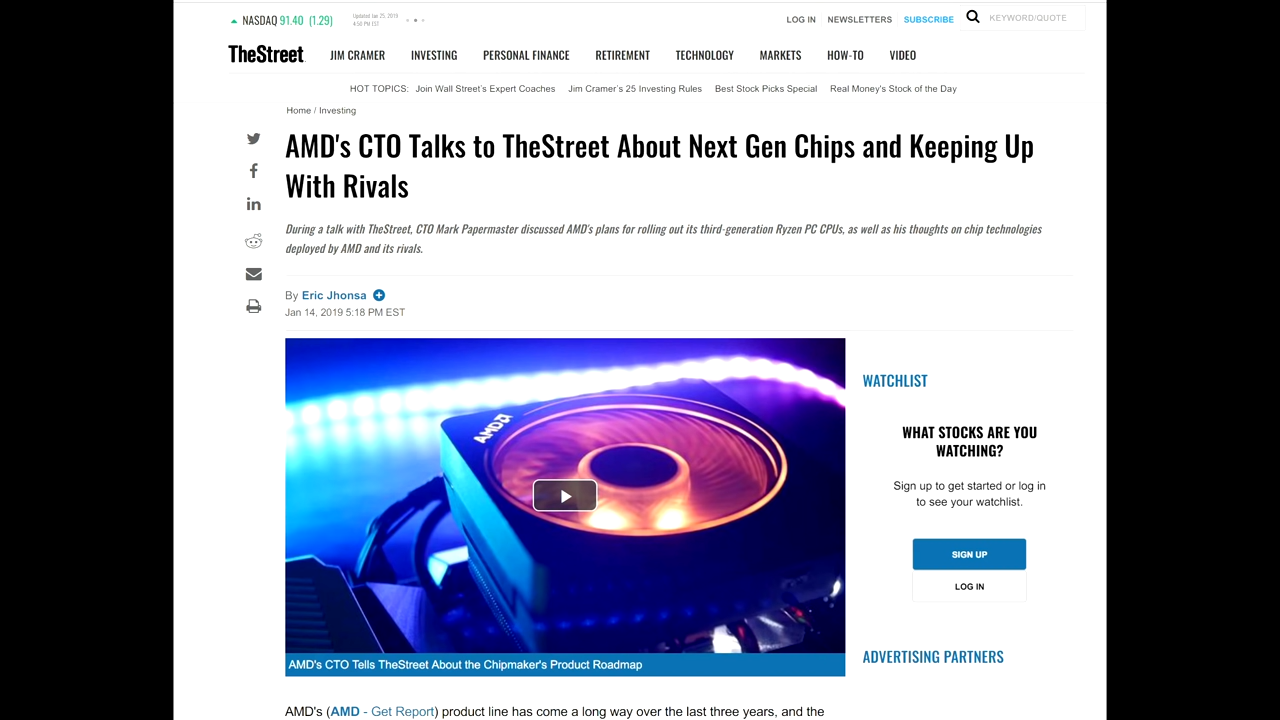 NASDAQ 91.40 (1.29)
Updated Jan 25, 2019
4:50 PM EST
LOG IN NEWSLETTERS SUBSCRIBE KEYWORD/QUOTE
TheStreet
JIM CRAMER INVESTING PERSONAL FINANCE RETIREMENT TECHNOLOGY MARKETS HOW-TO VIDEO
HOT TOPICS: Join Wall Street's Expert Coaches Jim Cramer's 25 Investing Rules Best Stock Picks Special Real Money's Stock of the Day
Home / Investing
AMD's CTO Talks to TheStreet About Next Gen Chips and Keeping Up
With Rivals
During a talk with TheStreet, CTO Mark Papermaster discussed AMD's plans for rolling out its third-generation Ryzen PC CPUs, as well as his thoughts on chip technologies
deployed by AMD and its rivals.
By Eric Jhonsa
Jan 14, 2019 5:18 PM EST
AMD
AMD's CTO Tells TheStreet About the Chipmaker's Product Roadmap
WATCHLIST
WHAT STOCKS ARE YOU
WATCHING?
Sign up to get started or log in
to see your watchlist.
SIGN UP
LOG IN
ADVERTISING PARTNERS
AMD's (AMD - Get Report) product line has come a long way over the last three years, and the